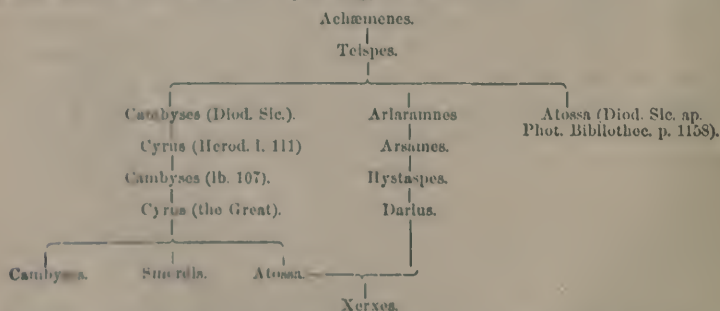 Achæmenes.
Teispes.
Cambyses (Diod. Sic.). Ariaramnes Atossa (Diod. Sic. ap.
Phot. Bibliothec. p. 1158).
Cyrus (Herod. i. 111) Arsames.
Cambyses (ib. 107). Hystaspes.
Cyrus (the Great). Darius.
Cambyses. Smerdis. Atossa.
Xerxes.